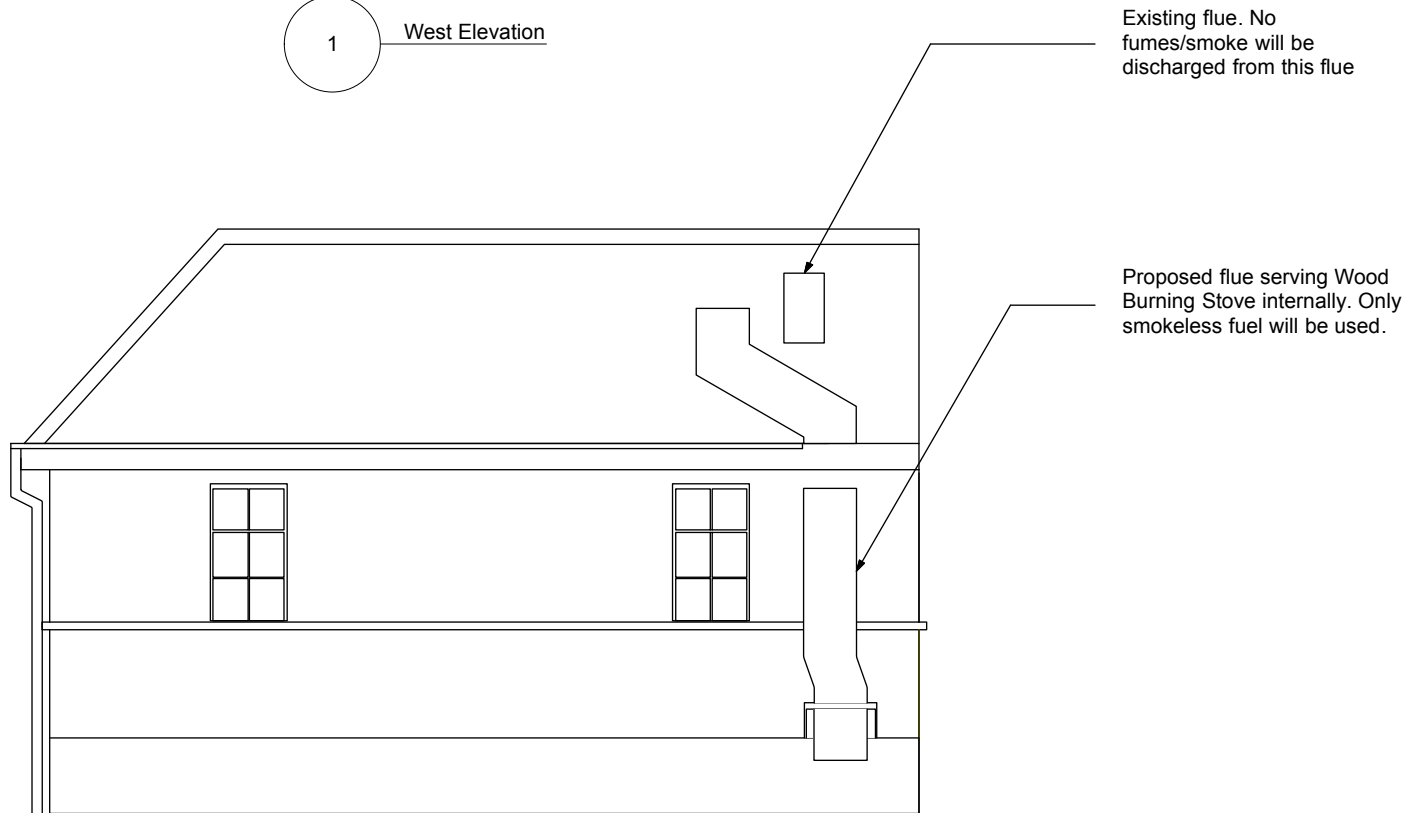 1
West Elevation
Existing flue. No
fumes/smoke will be
discharged from this flue
Proposed flue serving Wood
Burning Stove internally. Only
smokeless fuel will be used.